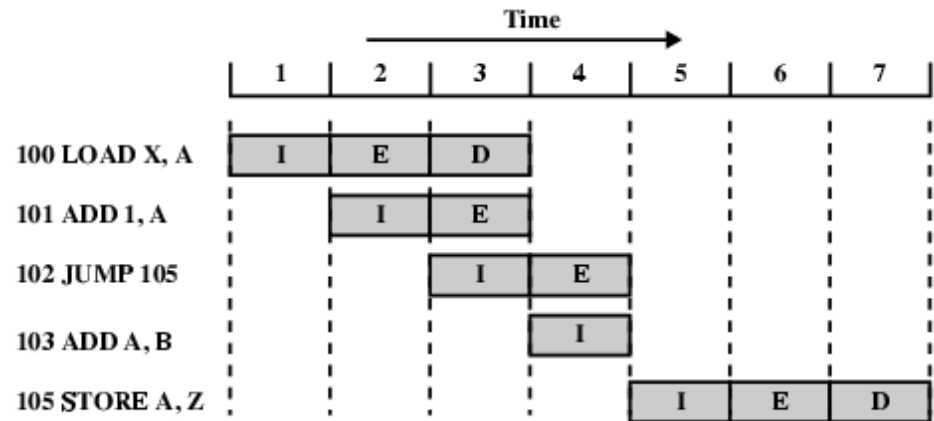 Time
1 2 3 4 5 6 7
100 LOAD X, A I E D
101 ADD 1, A I E
102 JUMP 105 I E
103 ADD A, B I
105 STORE A, Z I E D